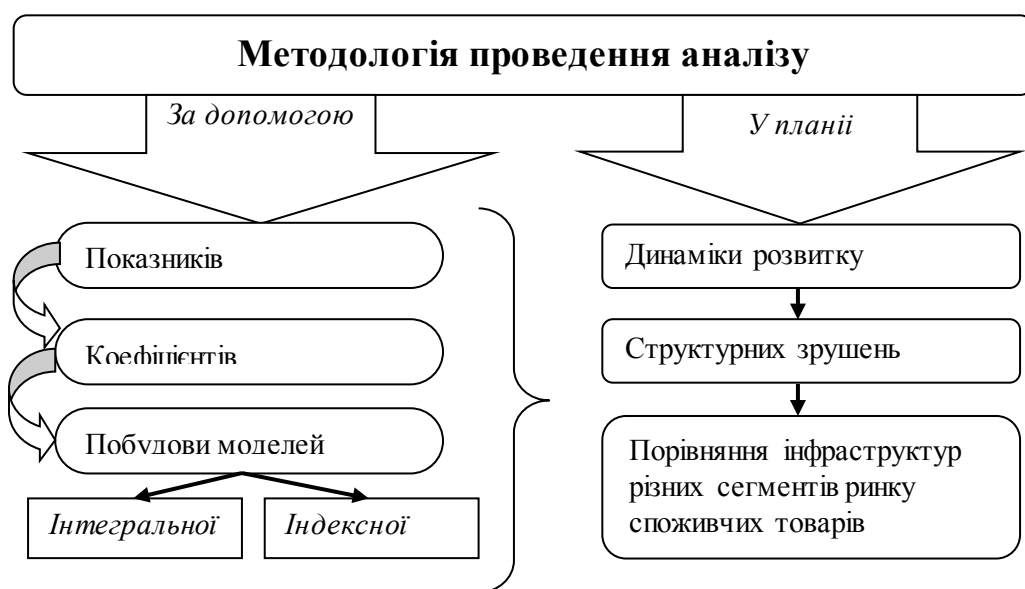 Методологія проведення аналізу
За допомогою
У планії
Показників
Коефіцієнтів
Побудови моделей
Інтегральної
Індексної
Динаміки розвитку
Структурних зрушень
Порівняння інфраструктур
різних сегментів ринку
споживчих товарів